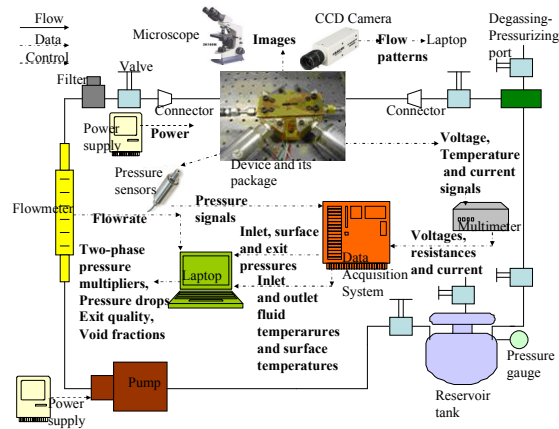 Flow
Data
Control
Microscope
CCD Camera
Images
Flow
patterns
Laptop
Degassing-
Pressurizing
port
Filter
Valve
Connector
Connector
Power
supply
Power
Device and its
package
Pressure
sensors
Voltage,
Temperature
and current
signals
Flowmeter
Flowrate
Pressure
signals
Multimeter
Inlet, surface
and exit
pressures
Data
Acquisition
System
Voltages,
resistances
and current
Two-phase
pressure
multipliers,
Pressure drops
Exit quality,
Void fractions
Laptop
Inlet
and outlet
fluid
temperarures
and surface
temperatures
Pressure
gauge
Reservoir
tank
Pump
Power
supply